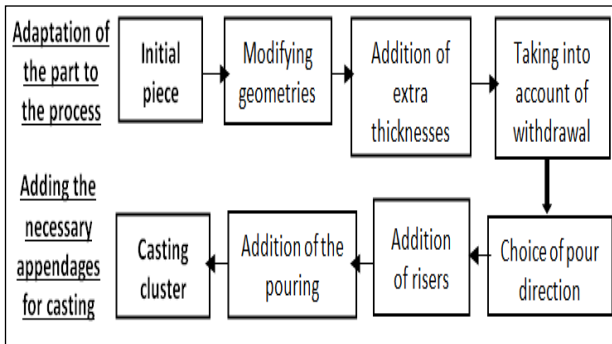 Adaptation of
the part to
the process
Initial
piece
Modifying
geometries
Addition of
extra
thicknesses
Taking into
account of
withdrawal
Adding the
necessary
appendages
for casting
Casting
cluster
Addition of the
pouring
Addition
of risers
Choice of pour
direction